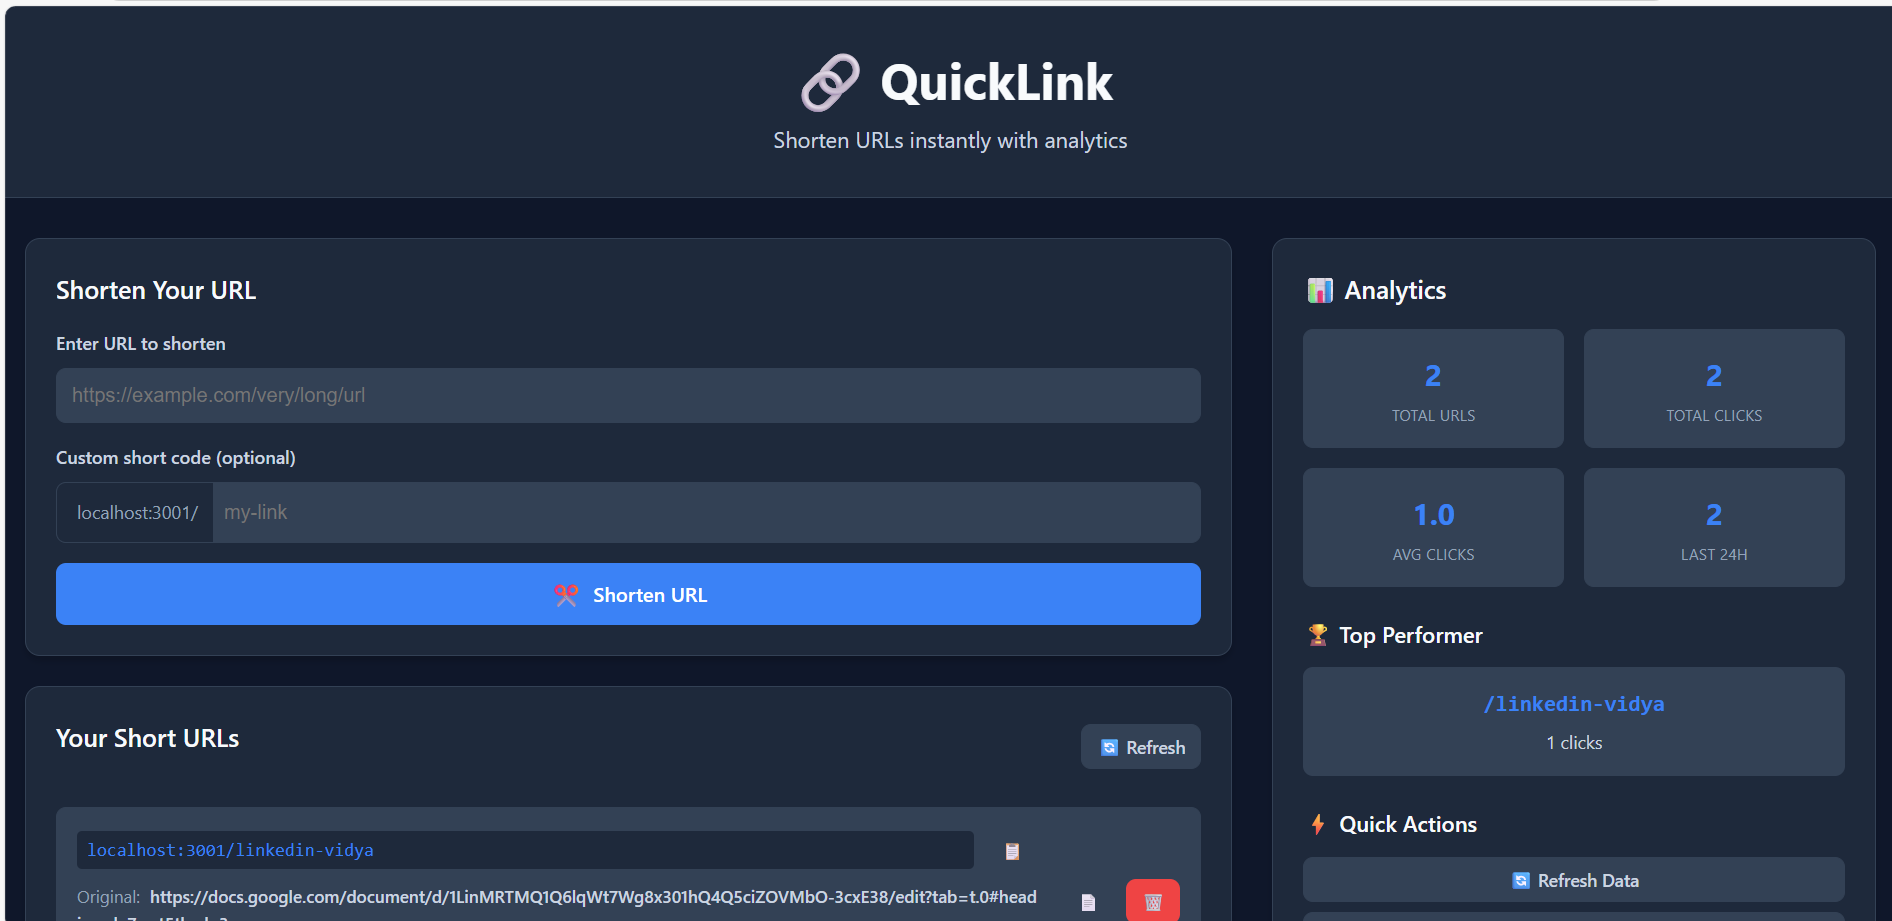 QuickLink
Shorten URLs instantly with analytics
Shorten Your URL
Enter URL to shorten
https://example.com/very/long/url
Custom short code (optional)
localhost:3001/ my-link
Shorten URL
Your Short URLs
Refresh
localhost:3001/linkedin-vidya
Original: https://docs.google.com/document/d/1LinMRTMQ1Q6lqWt7Wg8x301hQ4Q5ciZOVMbO-3cxE38/edit?tab=t.0#head
Analytics
2
TOTAL URLS
2
TOTAL CLICKS
1.0
AVG CLICKS
2
LAST 24H
Top Performer
/linkedin-vidya
1 clicks
Quick Actions
Refresh Data